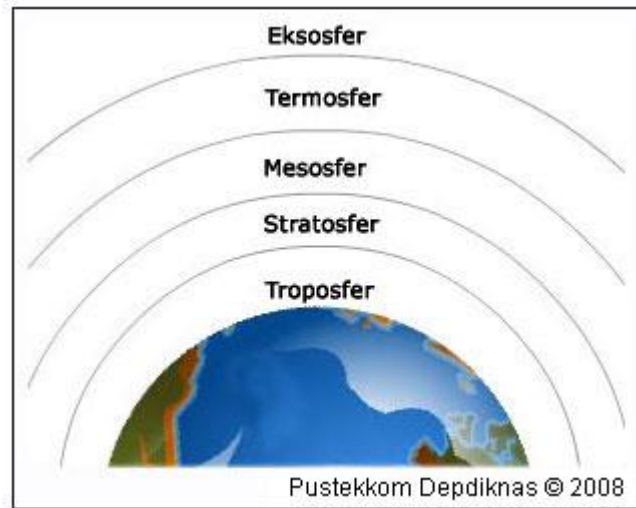 Eksosfer
Termosfer
Mesosfer
Stratosfer
Troposfer
Pustekkom Depdiknas © 2008